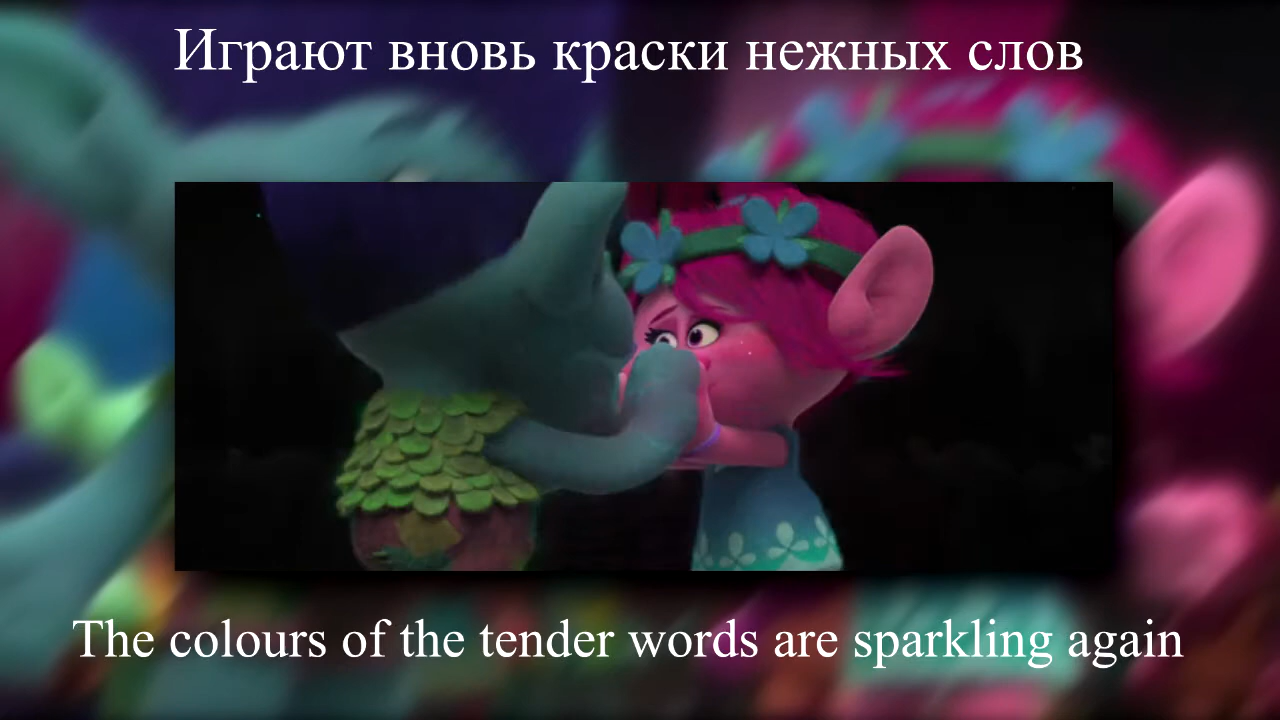 Играют вновь краски нежных слов
The colours of the tender words are sparkling again